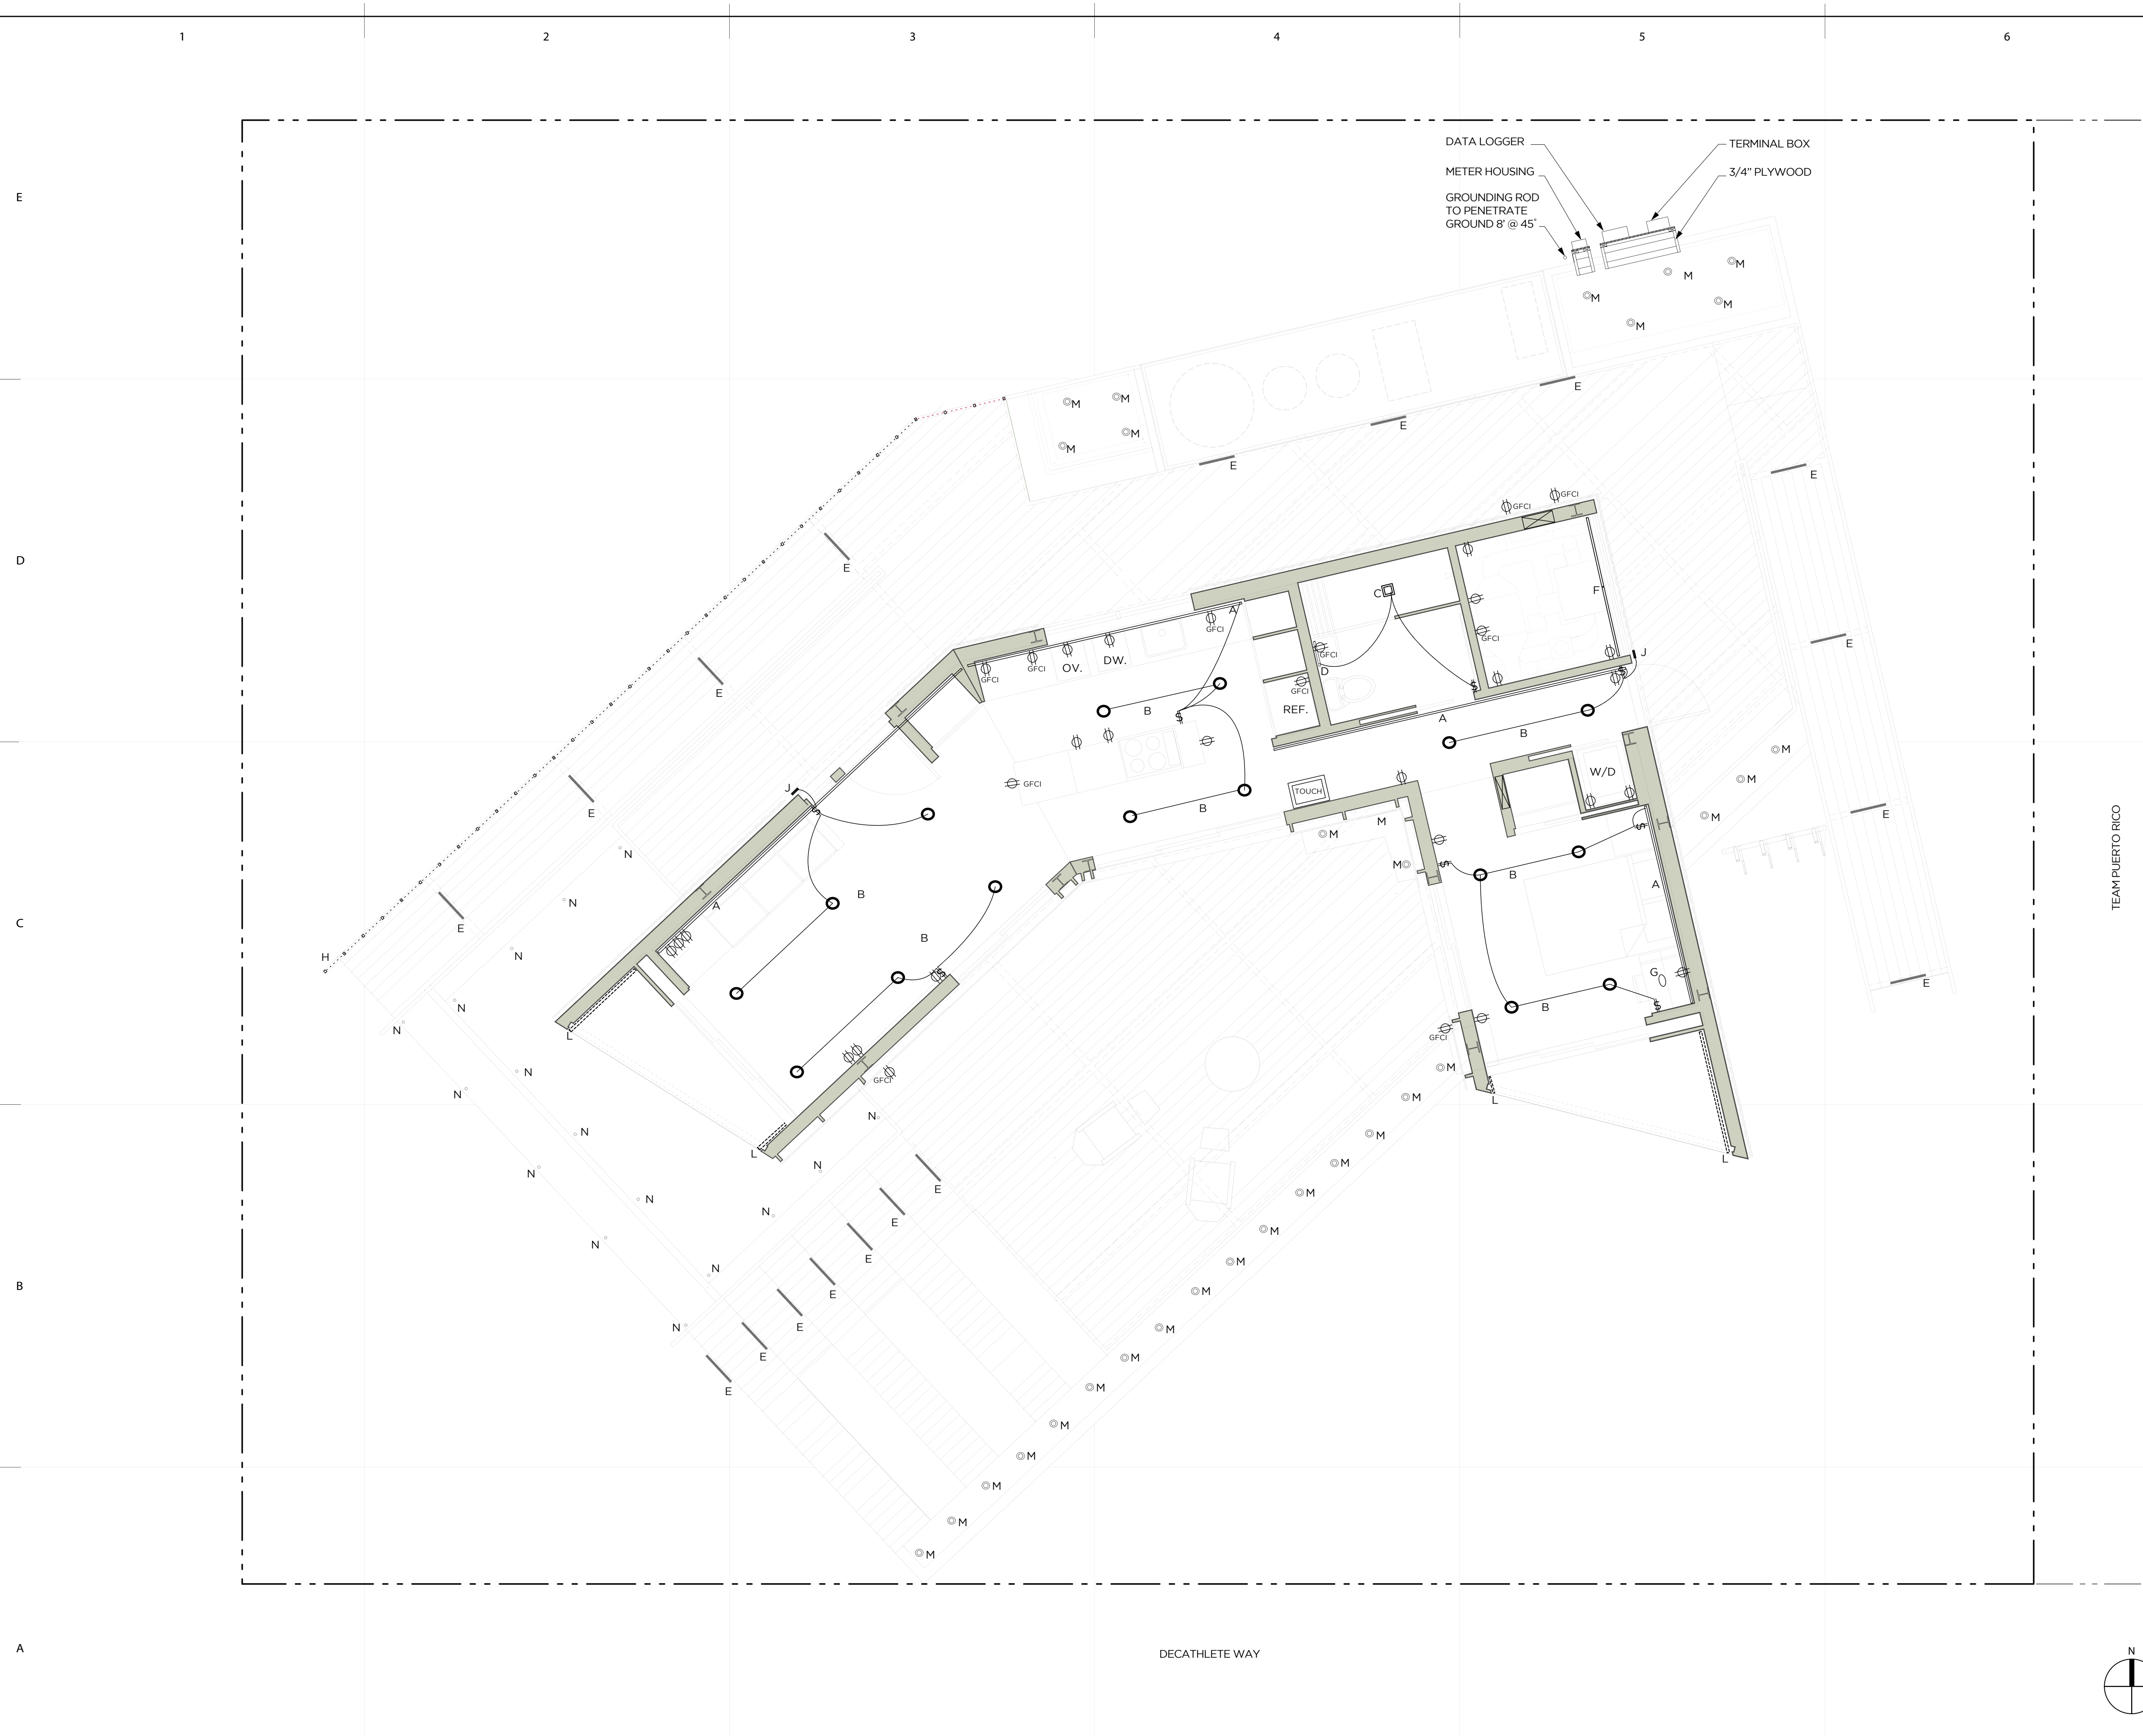 1 2 3 4 5 6
DATA LOGGER
TERMINAL BOX
METER HOUSING
3/4" PLYWOOD
E
GROUNDING ROD
TO PENETRATE
GROUND 8' @ 45°
M
M
M
M
M
E
M
M
E
M
M
E
E
E
GFCI
GFCI
D
E
C
F
A
GFCI
E
GFCI
GFCI
J
DW.
GFCI
OV.
D
GFCI
E
GFCI
REF.
B
$
A
B
$
$
$
M
W/D
M
GFCI
J
TOUCH
B
E
E
M
$
M
M
$
N
M
$
B
A
B
A
N
C
E
B
N
H
G
$
N
$
B
E
N
GFCI
L
M
N
GFCI
N
M
L
N
N
M
L
L
M
N
N
E
N
M
N
N
M
E
M
N
E
M
N
E
M
N
B
E
M
E
M
E
M
E
M
M
M
M
M
M
A
DECATHLETE WAY
TEAM PUERTO RICO
N